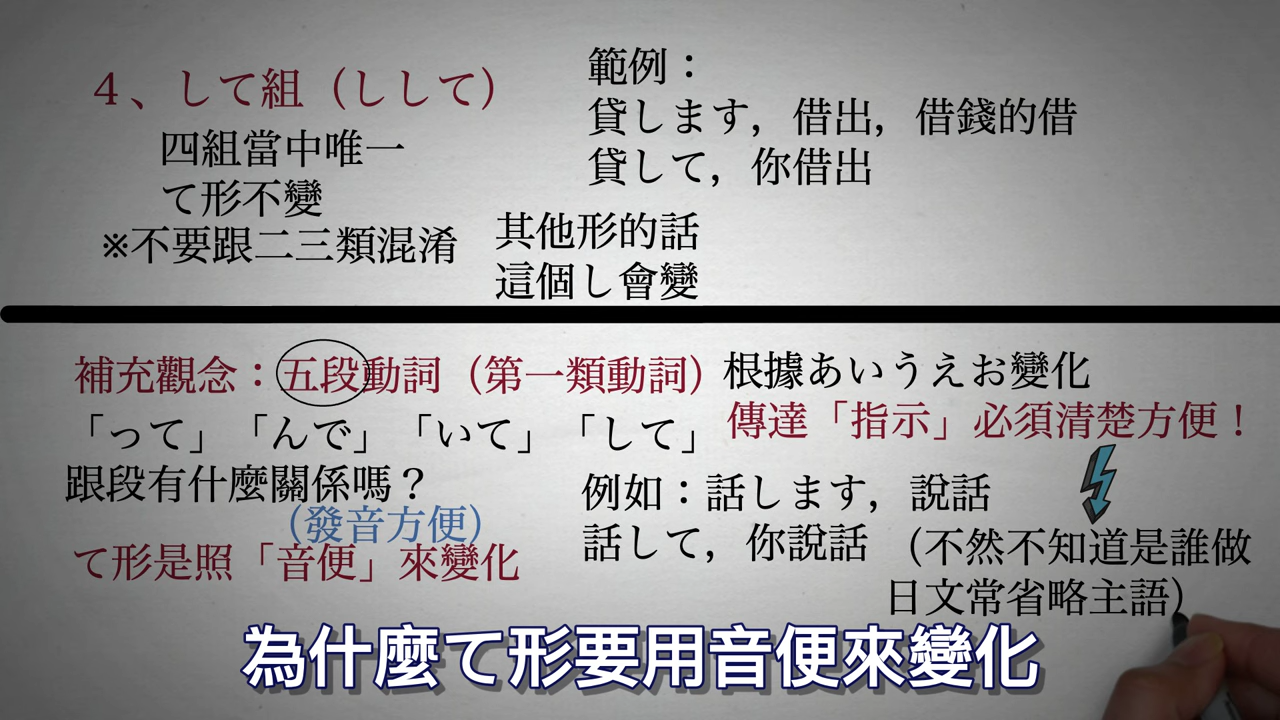 ４、して組（しして）
四組當中唯一
て形不變
※不要跟二三類混淆
範例：
貸します，借出，借錢的借
貸して，你借出
其他形的話
這個し會變
補充觀念：五段動詞（第一類動詞）
「って」「んで」「いて」「して」
跟段有什麼關係嗎？
（發音方便）
て形是照「音便」來變化
根據あいうえお變化
傳達「指示」必須清楚方便！
例如：話します，說話
話して，你說話
（不然不知道是誰做
日文常省略主語）
為什麼て形要用音便來變化